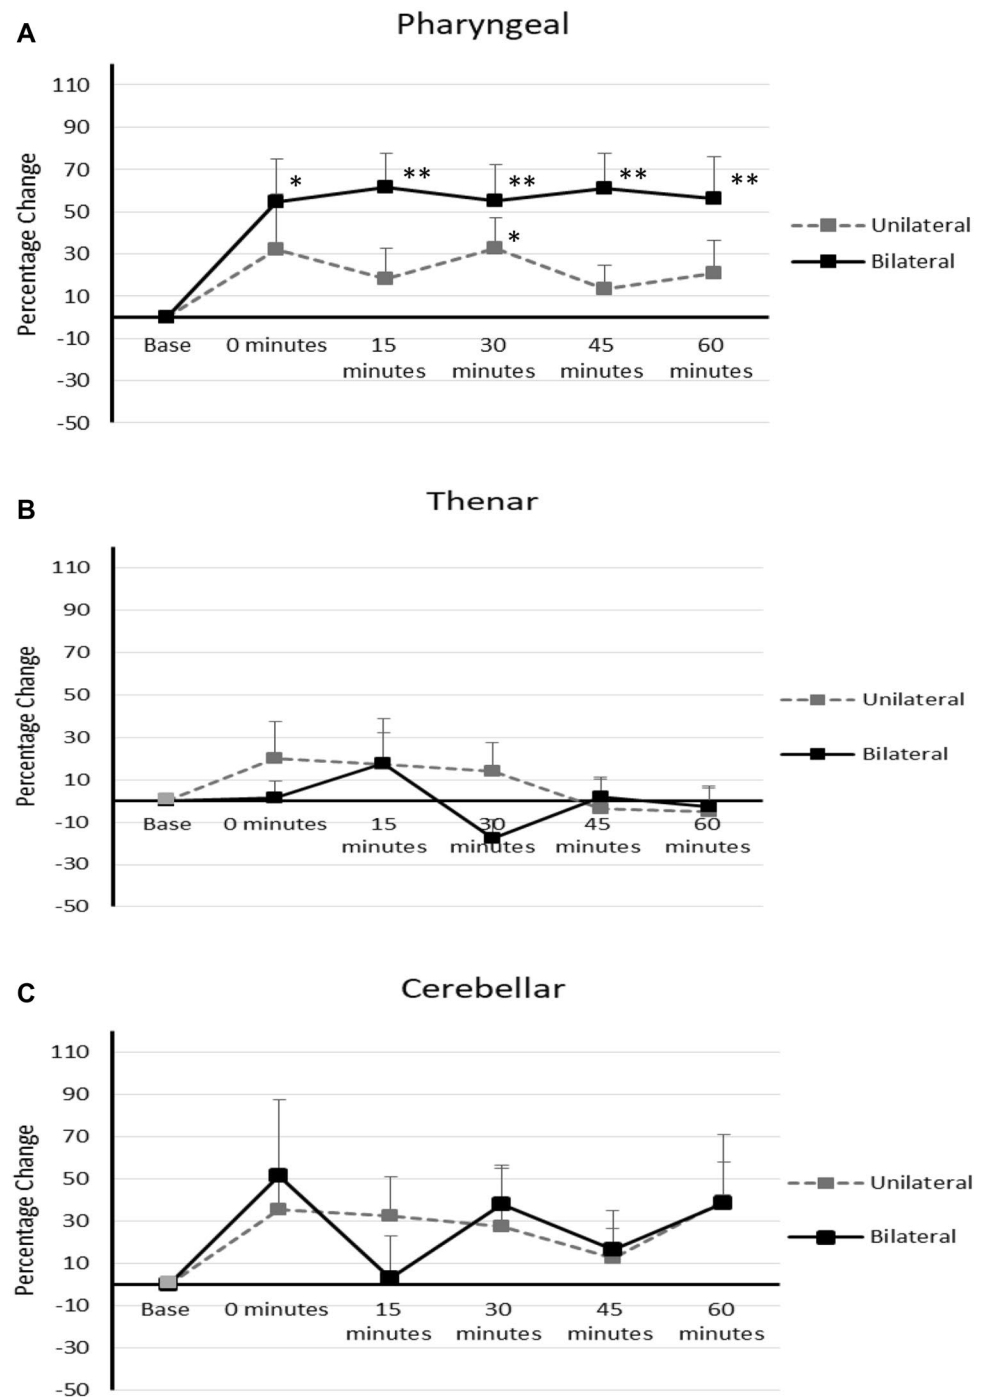 A
Pharyngeal
Percentage Change
110
90
70
50
30
10
-10
-30
-50
*
**
**
**
**
*
Base
0 minutes
15 minutes
30 minutes
45 minutes
60 minutes
Unilateral
Bilateral
B
Thenar
Percentage Change
110
90
70
50
30
10
-10
-30
-50
Base
0 minutes
15 minutes
30 minutes
45 minutes
60 minutes
Unilateral
Bilateral
C
Cerebellar
Percentage Change
110
90
70
50
30
10
-10
-30
-50
Base
0 minutes
15 minutes
30 minutes
45 minutes
60 minutes
Unilateral
Bilateral